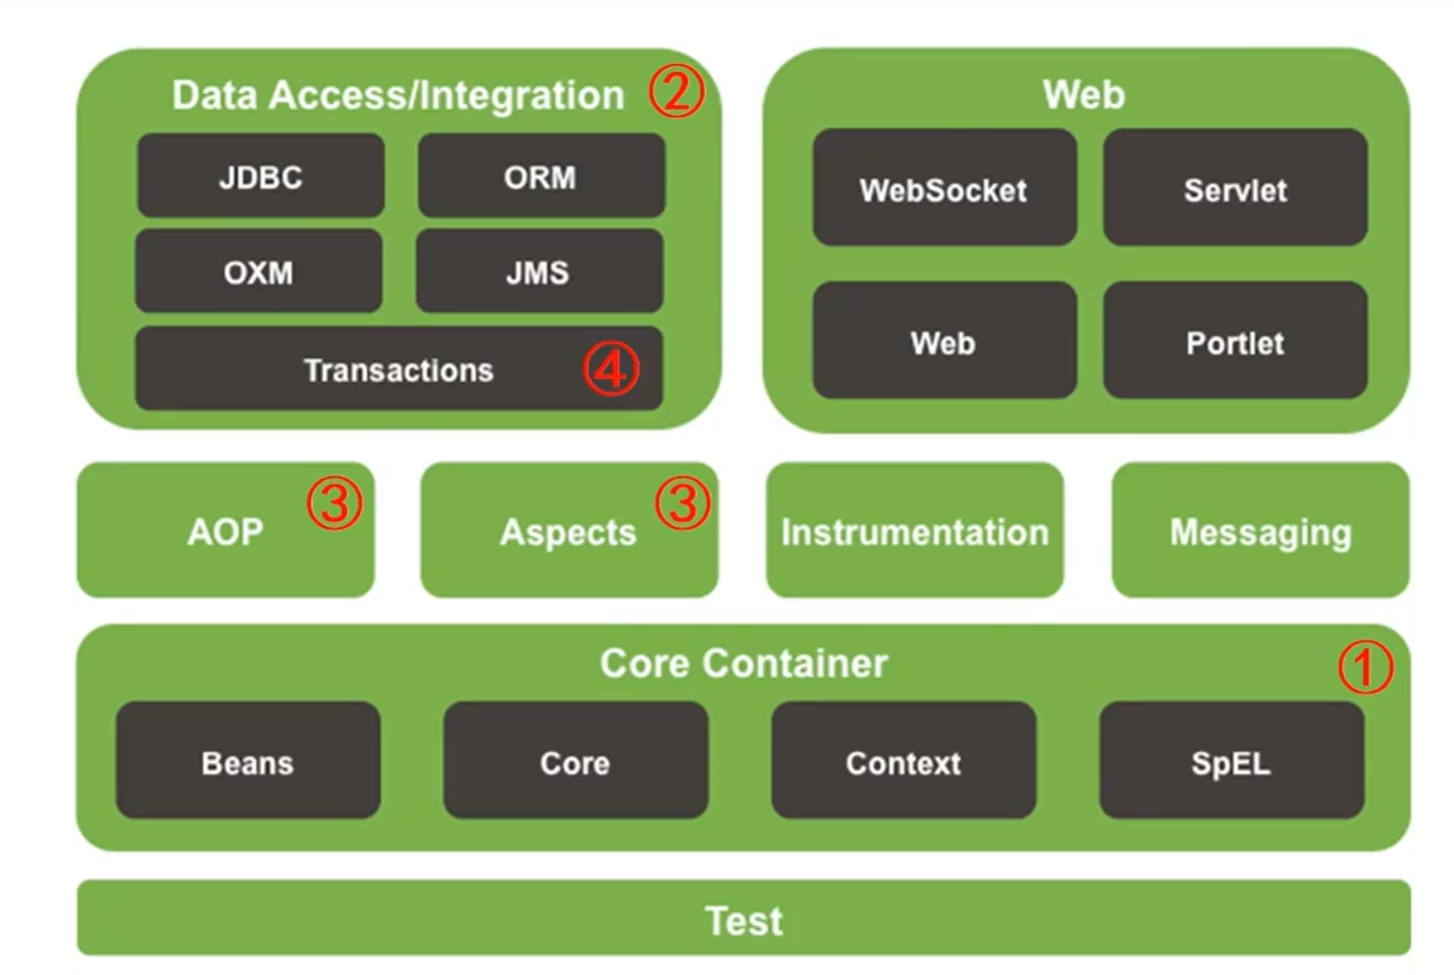 Data Access/Integration ②
JDBC ORM
OXM JMS
Transactions ④
Web
WebSocket Servlet
Web Portlet
AOP ③
Aspects ③
Instrumentation
Messaging
Core Container ①
Beans Core Context SpEL
Test